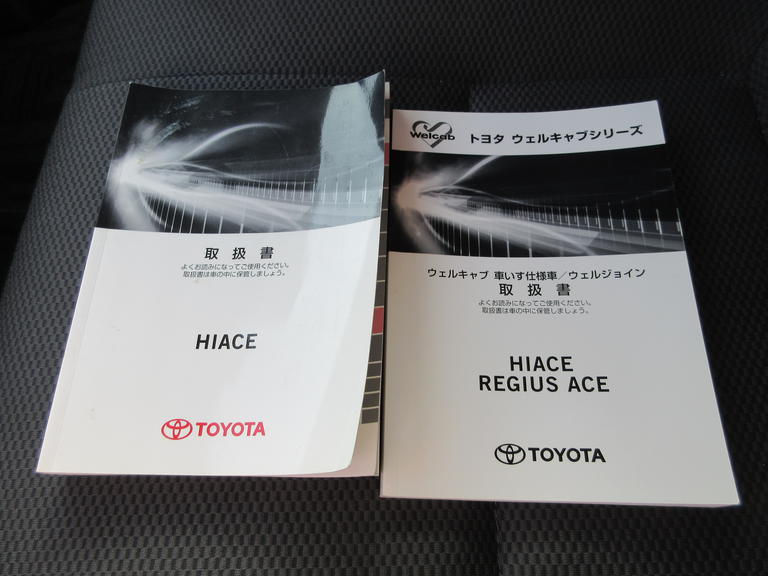 取扱書
よくお読みになってご使用ください。
取扱書は車の中に保管しましょう。
HIACE
TOYOTA
Welcab
トヨタ ウェルキャブシリーズ
ウェルキャブ 車いす仕様車／ウェルジョイン
取扱書
よくお読みになってご使用ください。
取扱書は車の中に保管しましょう。
HIACE
REGIUS ACE
TOYOTA